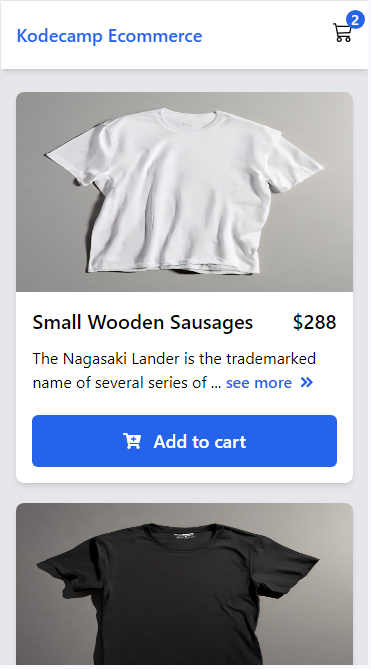 Kodecamp Ecommerce
2
Small Wooden Sausages $288
The Nagasaki Lander is the trademarked
name of several series of ... see more »
Add to cart